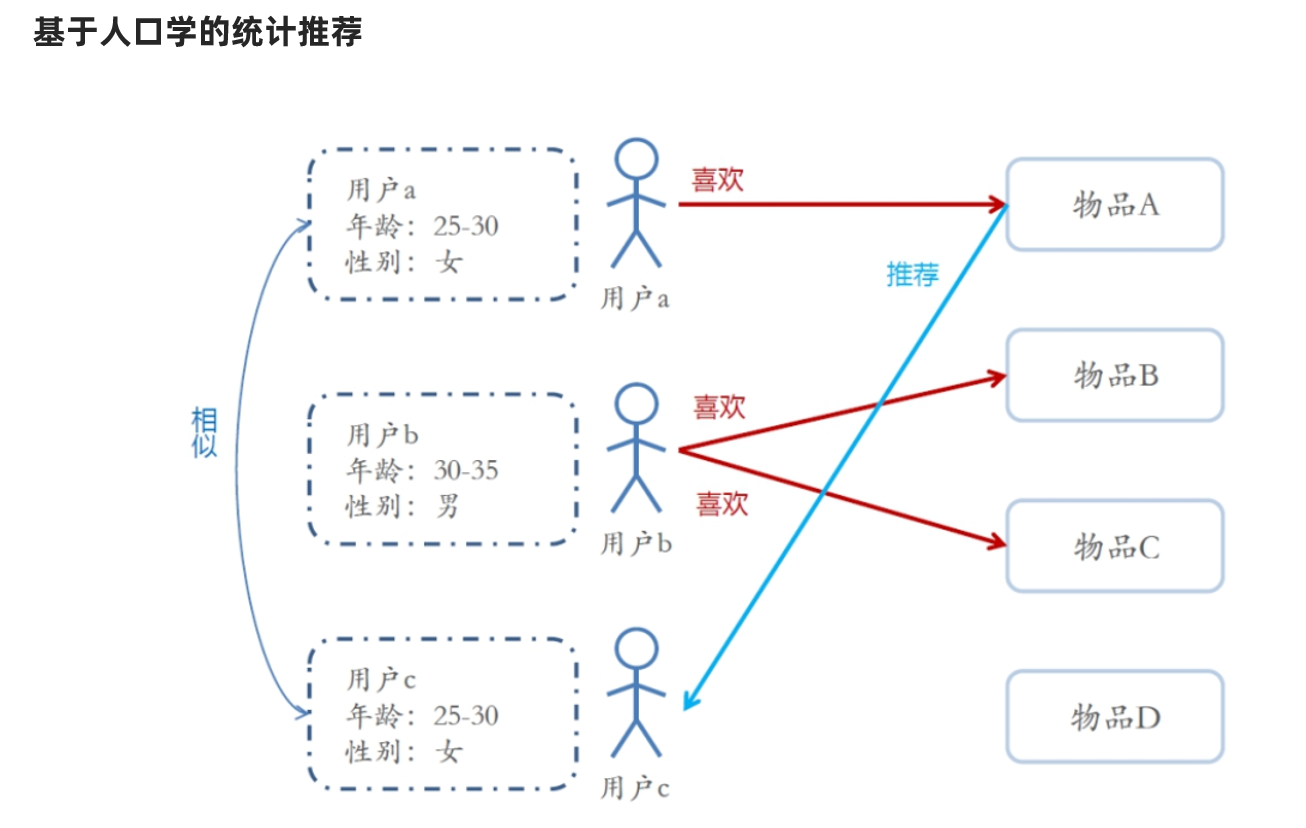 基于人口学的统计推荐
用户a
年龄：25-30
性别：女
用户a
喜欢
物品A
推荐
物品B
相似
用户b
年龄：30-35
性别：男
用户b
喜欢
喜欢
物品C
用户c
年龄：25-30
性别：女
用户c
物品D